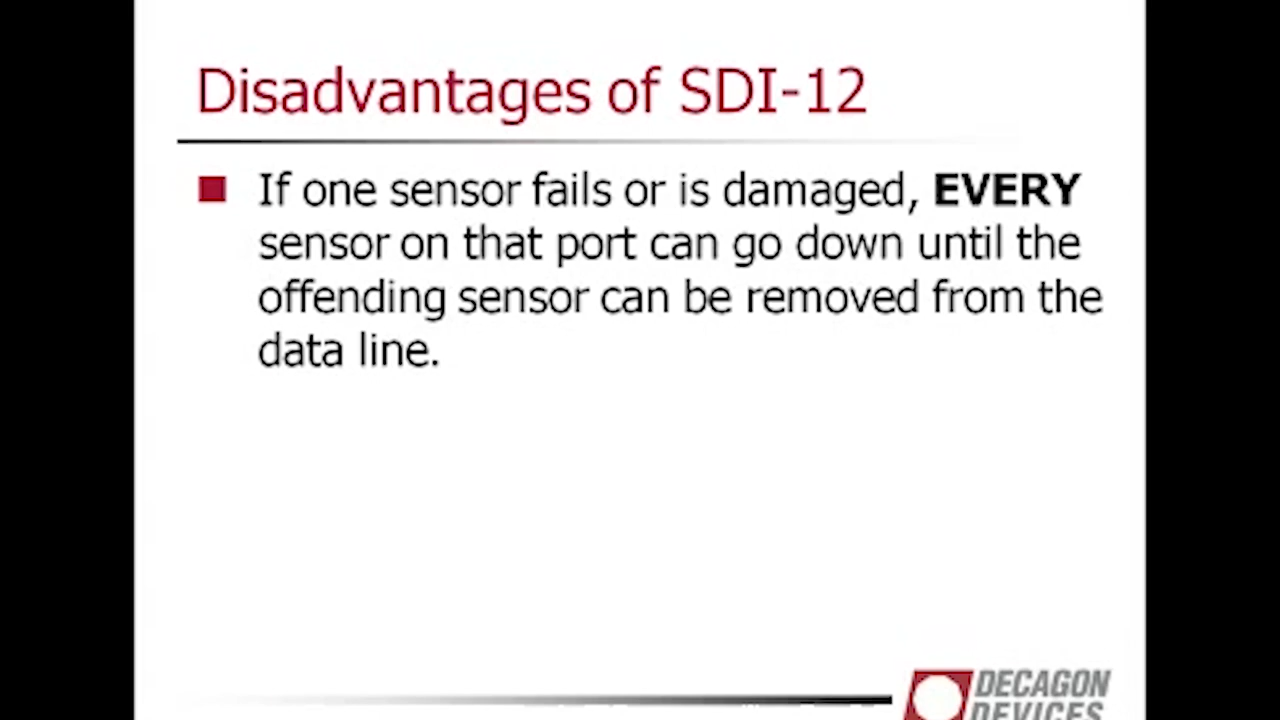 Disadvantages of SDI-12
If one sensor fails or is damaged, EVERY
sensor on that port can go down until the
offending sensor can be removed from the
data line.
DECAGON
DEVICES